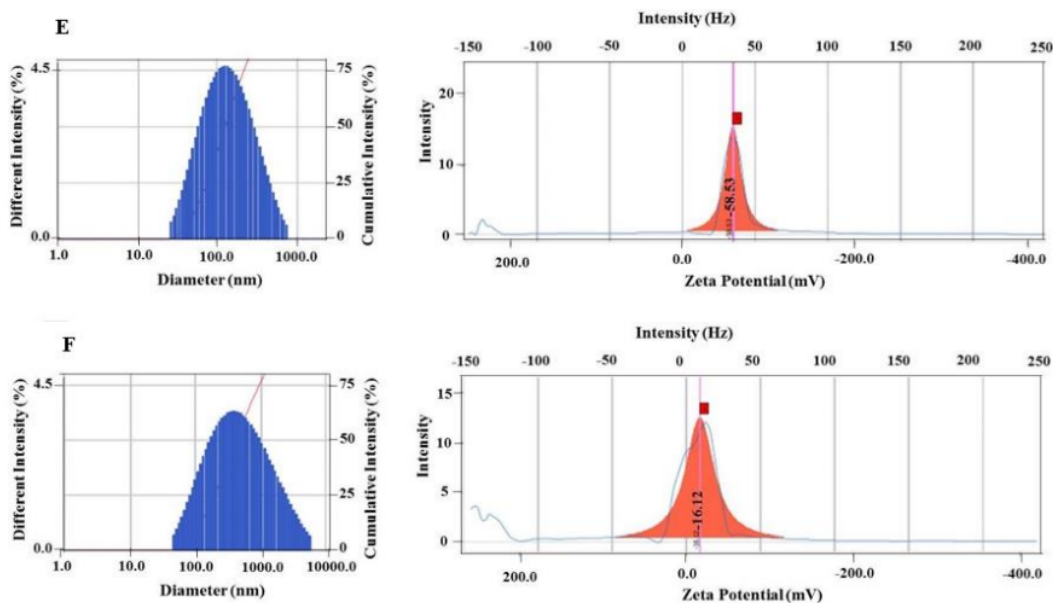 E
Different Intensity (%)
4.5
0.0
75
50
25
0
Cumulative Intensity (%)
1.0 10.0 100.0 1000.0
Diameter (nm)
Intensity (Hz)
-150 -100 -50 0 50 100 150 200 250
Intensity
20
10
0
-58.53
200.0 0.0 -200.0 -400.0
Zeta Potential (mV)
F
Different Intensity (%)
4.5
0.0
75
50
25
0
Cumulative Intensity (%)
1.0 10.0 100.0 1000.0 10000.0
Diameter (nm)
Intensity (Hz)
-150 -100 -50 0 50 100 150 200 250
Intensity
15
10
5
0
-16.12
200.0 0.0 -200.0 -400.0
Zeta Potential (mV)